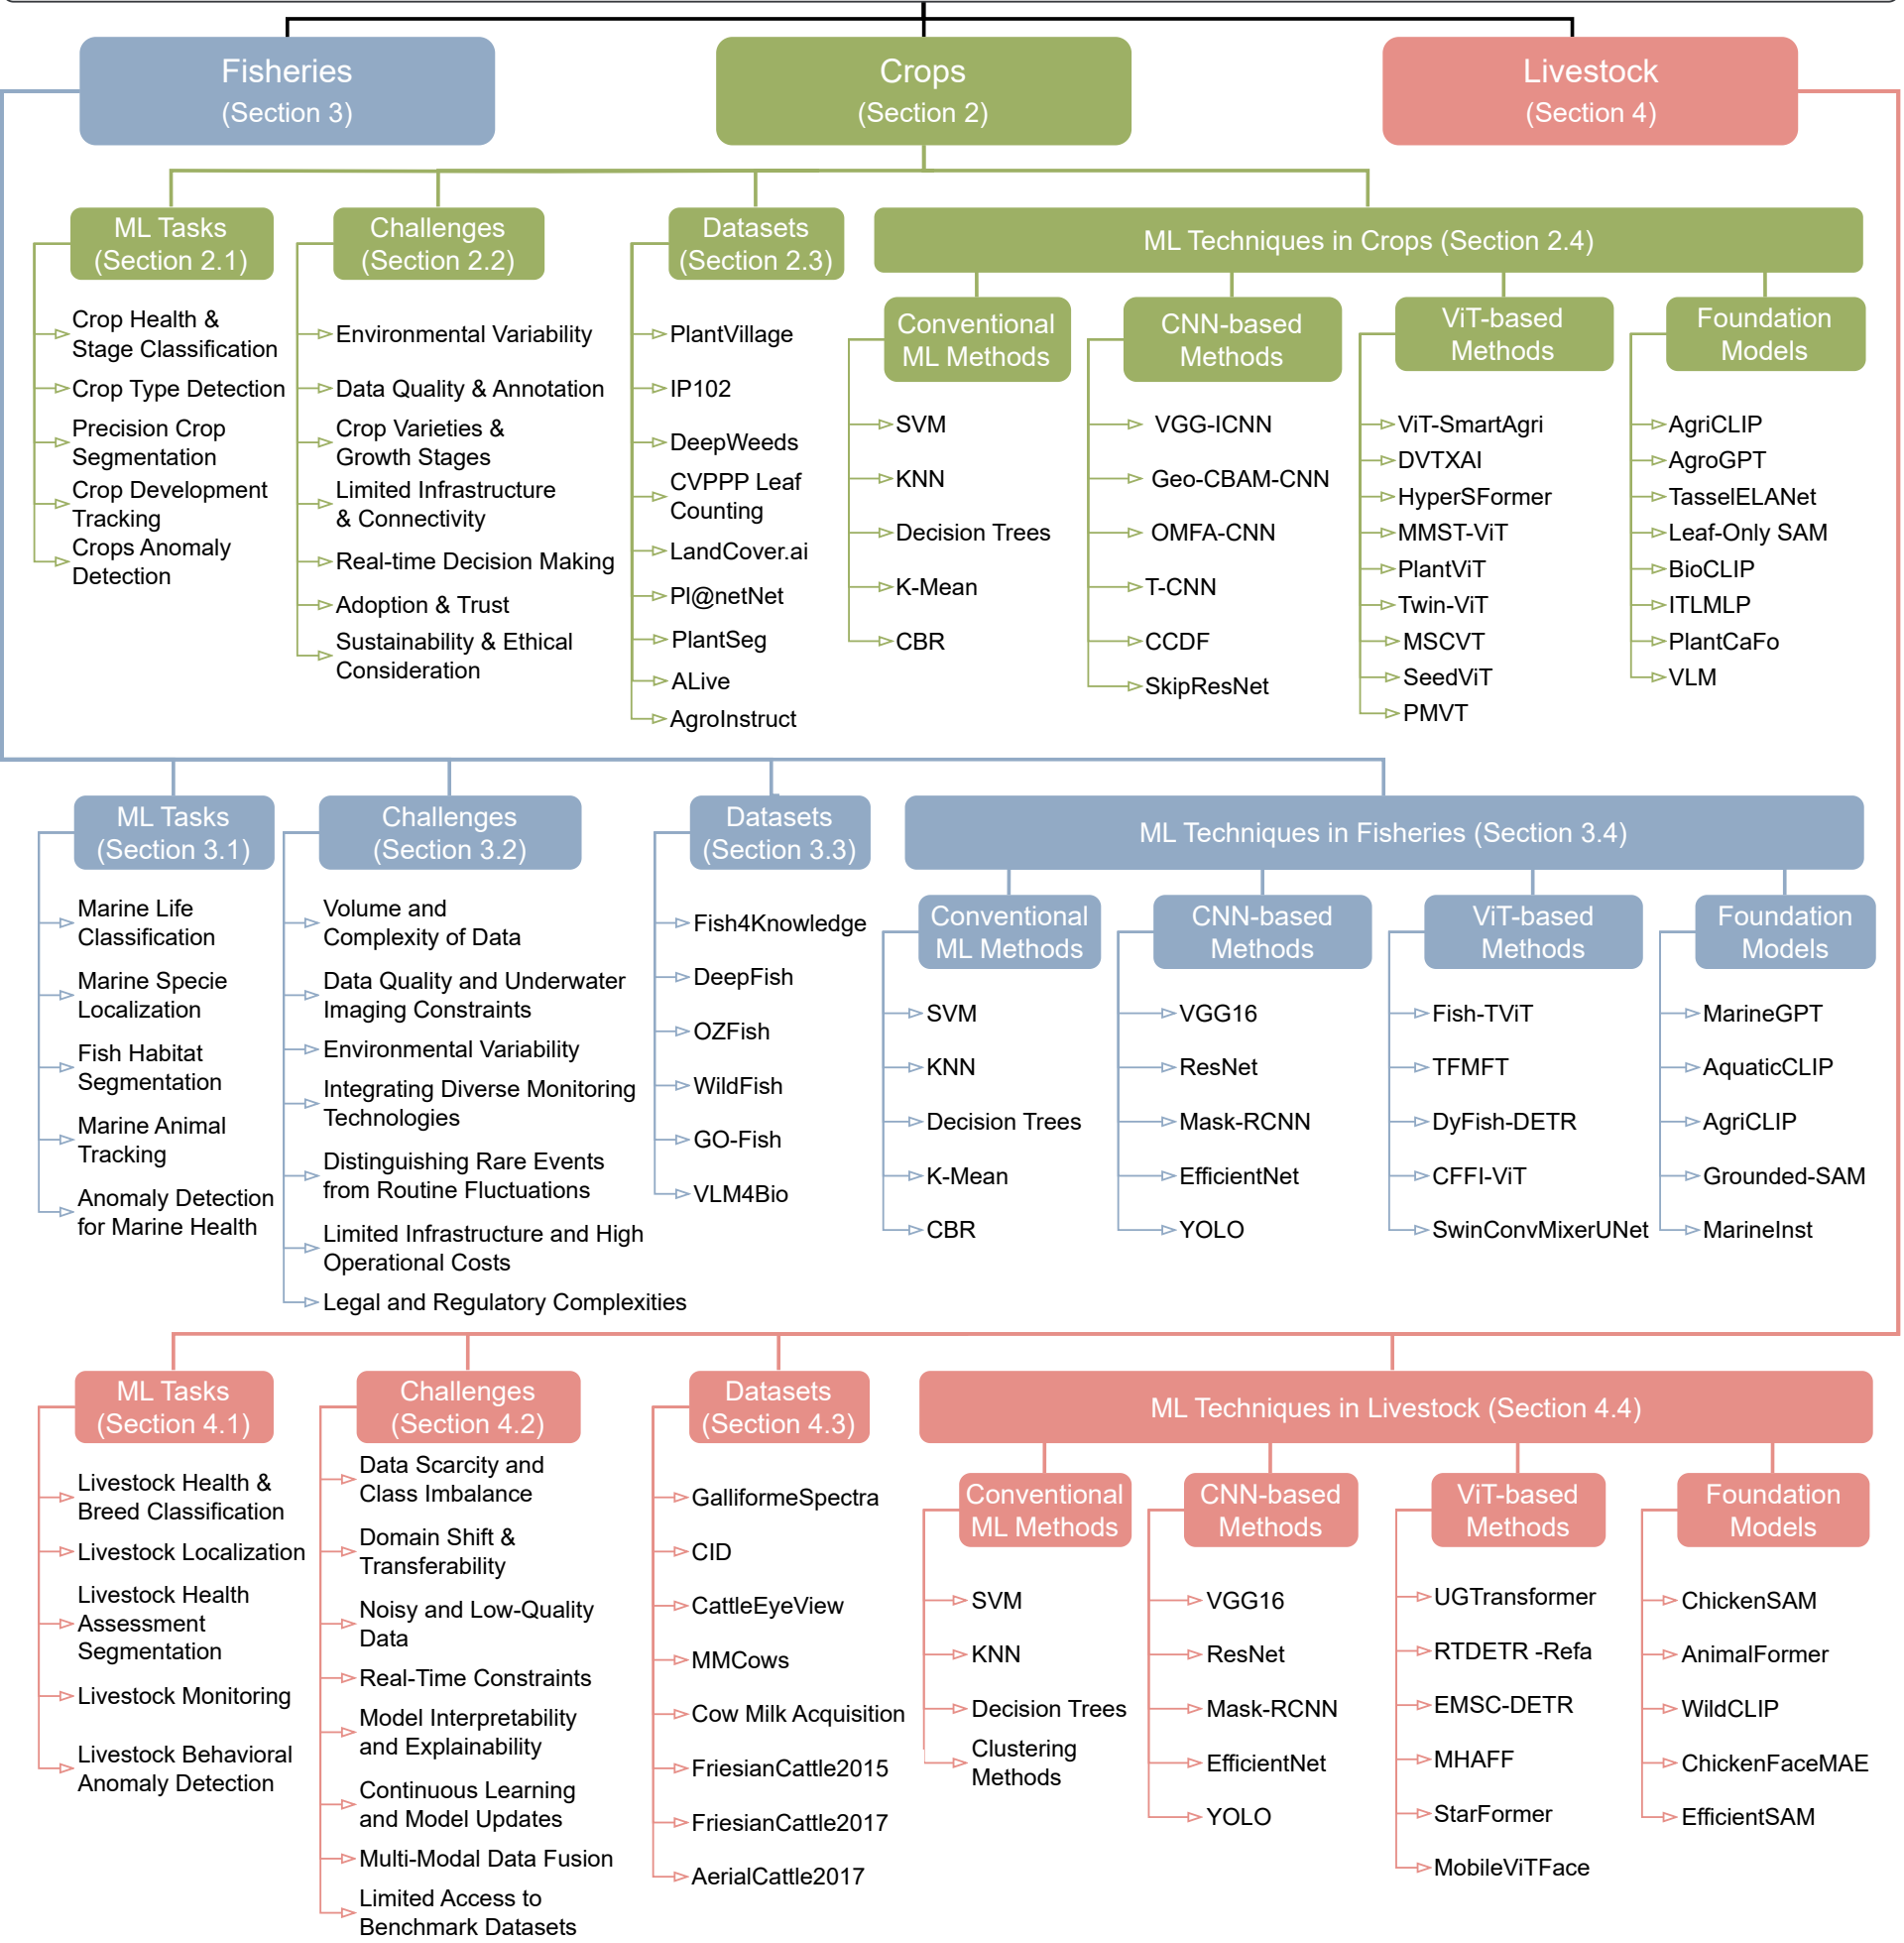 Fisheries
(Section 3)
Crops
(Section 2)
Livestock
(Section 4)
ML Tasks
(Section 2.1)
Crop Health &
Stage Classification
Crop Type Detection
Precision Crop
Segmentation
Crop Development
Tracking
Crops Anomaly
Detection
Challenges
(Section 2.2)
Environmental Variability
Data Quality & Annotation
Crop Varieties &
Growth Stages
Limited Infrastructure
& Connectivity
Real-time Decision Making
Adoption & Trust
Sustainability & Ethical
Consideration
Datasets
(Section 2.3)
PlantVillage
IP102
DeepWeeds
CVPPP Leaf
Counting
LandCover.ai
Pl@netNet
PlantSeg
ALive
AgroInstruct
ML Techniques in Crops (Section 2.4)
Conventional
ML Methods
SVM
KNN
Decision Trees
K-Mean
CBR
CNN-based
Methods
VGG-ICNN
Geo-CBAM-CNN
OMFA-CNN
T-CNN
CCDF
SkipResNet
ViT-based
Methods
ViT-SmartAgri
DVTXAI
HyperSFormer
MMST-ViT
PlantViT
Twin-ViT
MSCVT
SeedViT
PMVT
Foundation
Models
AgriCLIP
AgroGPT
TasselELANet
Leaf-Only SAM
BioCLIP
ITLMLP
PlantCaFo
VLM
ML Tasks
(Section 3.1)
Marine Life
Classification
Marine Specie
Localization
Fish Habitat
Segmentation
Marine Animal
Tracking
Anomaly Detection
for Marine Health
Challenges
(Section 3.2)
Volume and
Complexity of Data
Data Quality and Underwater
Imaging Constraints
Environmental Variability
Integrating Diverse Monitoring
Technologies
Distinguishing Rare Events
from Routine Fluctuations
Limited Infrastructure and High
Operational Costs
Legal and Regulatory Complexities
Datasets
(Section 3.3)
Fish4Knowledge
DeepFish
OZFish
WildFish
GO-Fish
VLM4Bio
ML Techniques in Fisheries (Section 3.4)
Conventional
ML Methods
SVM
KNN
Decision Trees
K-Mean
CBR
CNN-based
Methods
VGG16
ResNet
Mask-RCNN
EfficientNet
YOLO
ViT-based
Methods
Fish-TViT
TFMFT
DyFish-DETR
CFFI-ViT
SwinConvMixerUNet
Foundation
Models
MarineGPT
AquaticCLIP
AgriCLIP
Grounded-SAM
MarineInst
ML Tasks
(Section 4.1)
Livestock Health &
Breed Classification
Livestock Localization
Livestock Health
Assessment
Segmentation
Livestock Monitoring
Livestock Behavioral
Anomaly Detection
Challenges
(Section 4.2)
Data Scarcity and
Class Imbalance
Domain Shift &
Transferability
Noisy and Low-Quality
Data
Real-Time Constraints
Model Interpretability
and Explainability
Continuous Learning
and Model Updates
Multi-Modal Data Fusion
Limited Access to
Benchmark Datasets
Datasets
(Section 4.3)
GalliformeSpectra
CID
CattleEyeView
MMCows
Cow Milk Acquisition
FriesianCattle2015
FriesianCattle2017
AerialCattle2017
ML Techniques in Livestock (Section 4.4)
Conventional
ML Methods
SVM
KNN
Decision Trees
Clustering
Methods
CNN-based
Methods
VGG16
ResNet
Mask-RCNN
EfficientNet
YOLO
ViT-based
Methods
UGTransformer
RTDETR -Refa
EMSC-DETR
MHAFF
StarFormer
MobileViTFace
Foundation
Models
ChickenSAM
AnimalFormer
WildCLIP
ChickenFaceMAE
EfficientSAM